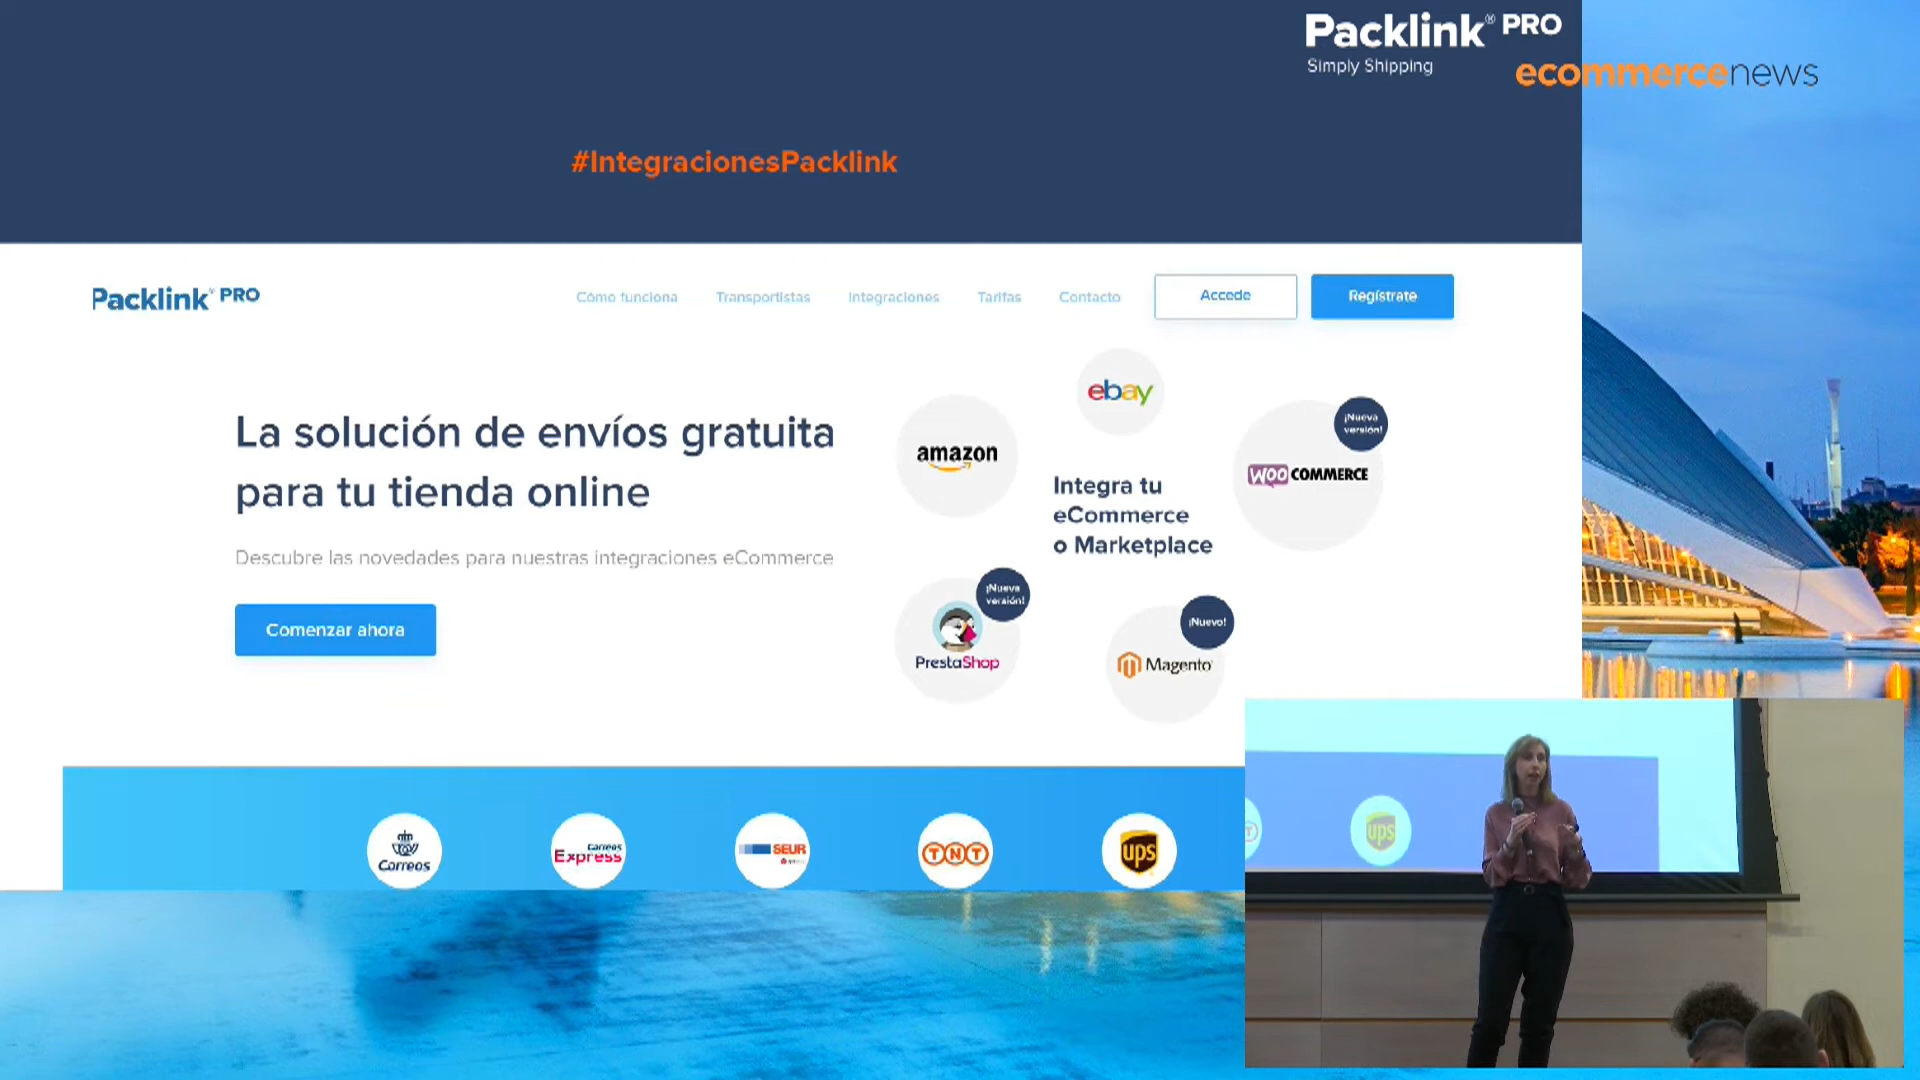 Packlink® PRO
Simply Shipping
ecommercenews
#IntegracionesPacklink
Packlink® PRO
Cómo funciona
Transportistas
Integraciones
Tarifas
Contacto
Accede
Regístrate
La solución de envíos gratuita
para tu tienda online
Descubre las novedades para nuestras integraciones eCommerce
Comenzar ahora
ebay
amazon
¡Nueva
versión!
WOO COMMERCE
Integra tu
eCommerce
o Marketplace
¡Nueva
versión!
PrestaShop
¡Nuevo!
Magento
Correos
correos
Express
SEUR
TNT
ups
T
ups